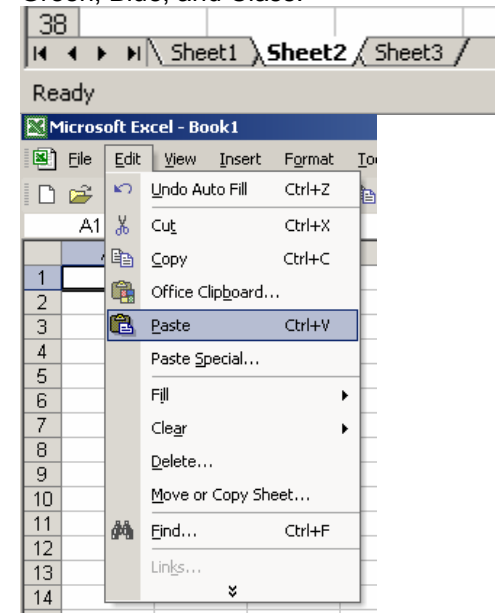 Green, Blue, and Class.
38
Sheet1 Sheet2 Sheet3
Ready
Microsoft Excel - Book1
File Edit View Insert Format
Undo Auto Fill Ctrl+Z
A1 Cut Ctrl+X
Copy Ctrl+C
1
Office Clipboard...
2
3 Paste Ctrl+V
4 Paste Special...
5
6 Fill
7 Clear
8
9 Delete...
10 Move or Copy Sheet...
11 Find... Ctrl+F
12
13 Links...
14